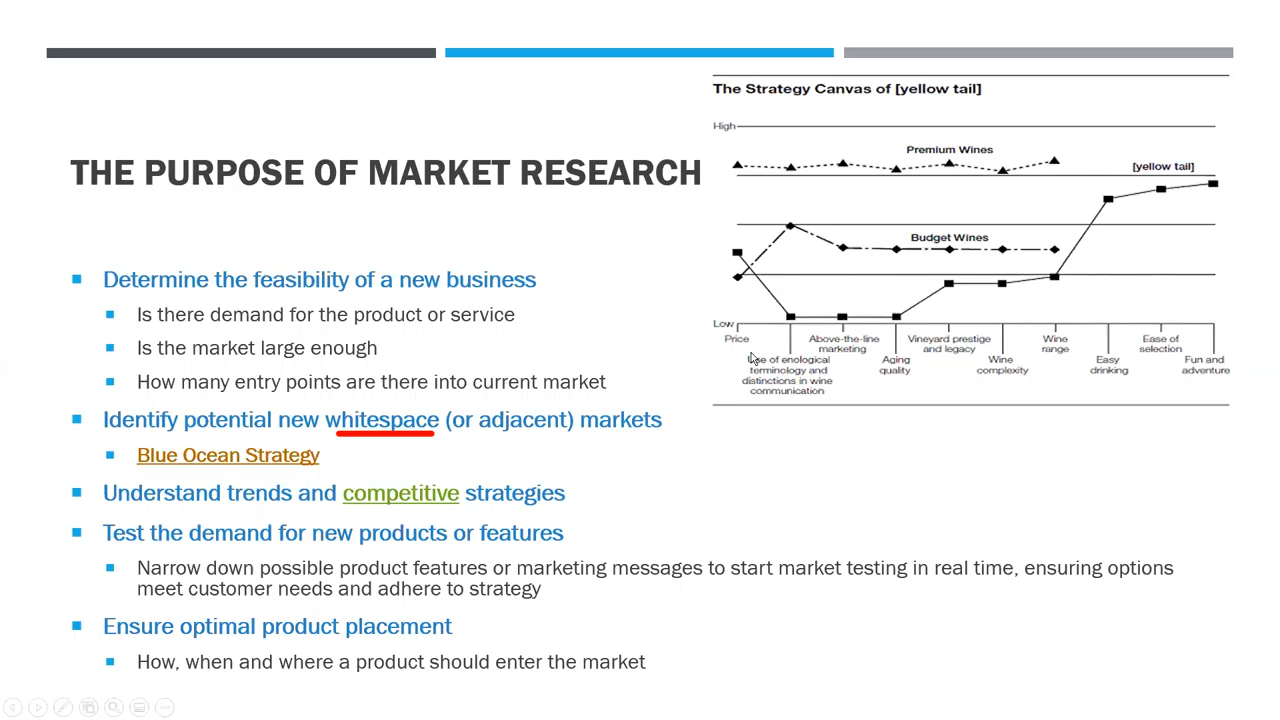 THE PURPOSE OF MARKET RESEARCH
Determine the feasibility of a new business
Is there demand for the product or service
Is the market large enough
How many entry points are there into current market
Identify potential new whitespace (or adjacent) markets
Blue Ocean Strategy
Understand trends and competitive strategies
Test the demand for new products or features
Narrow down possible product features or marketing messages to start market testing in real time, ensuring options
meet customer needs and adhere to strategy
Ensure optimal product placement
How, when and where a product should enter the market
The Strategy Canvas of [yellow tail]
High
Premium Wines
[yellow tail]
Budget Wines
Low
Price
Use of enological
terminology and
distinctions in wine
communication
Above-the-line
marketing
Aging
quality
Vineyard prestige
and legacy
Wine
complexity
Wine
range
Easy
drinking
Ease of
selection
Fun and
adventure